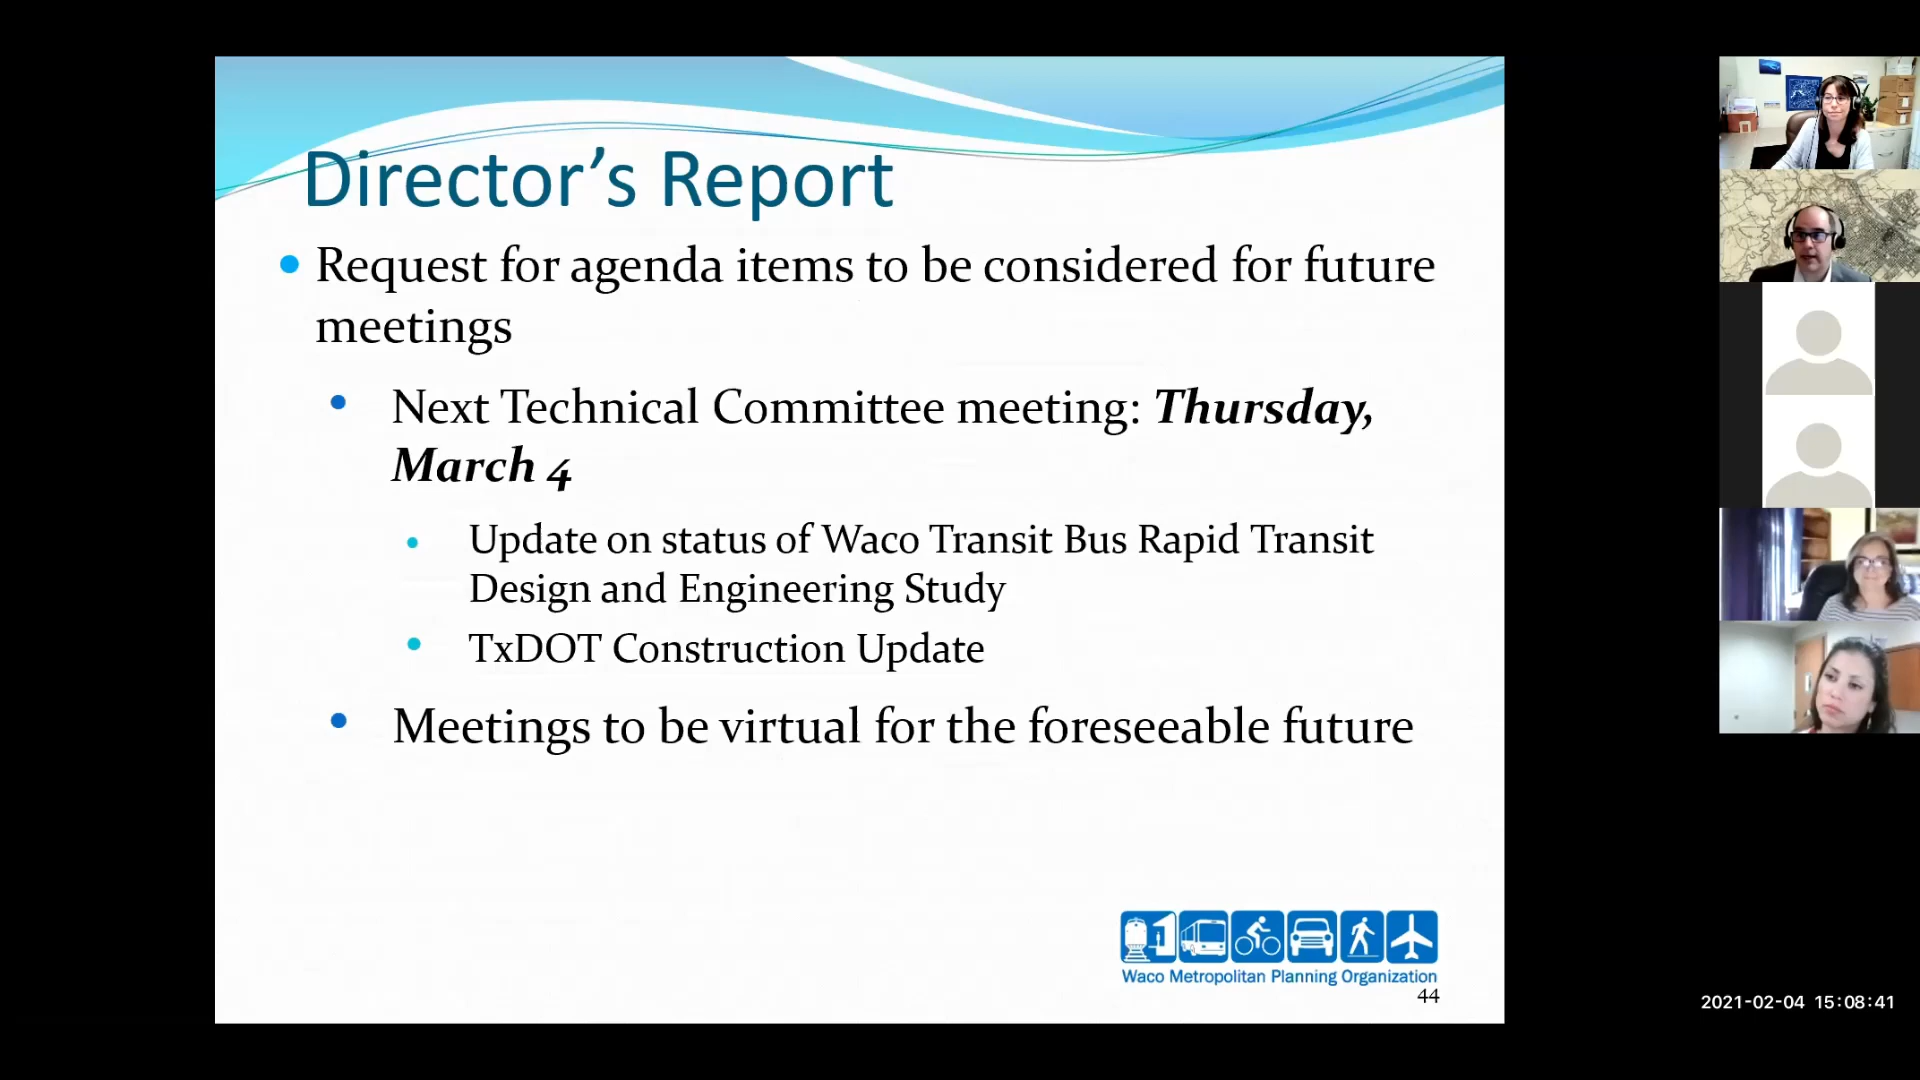 Director's Report
• Request for agenda items to be considered for future
meetings
• Next Technical Committee meeting: Thursday,
March 4
• Update on status of Waco Transit Bus Rapid Transit
Design and Engineering Study
• TxDOT Construction Update
• Meetings to be virtual for the foreseeable future
Waco Metropolitan Planning Organization
44
2021-02-04 15:08:41